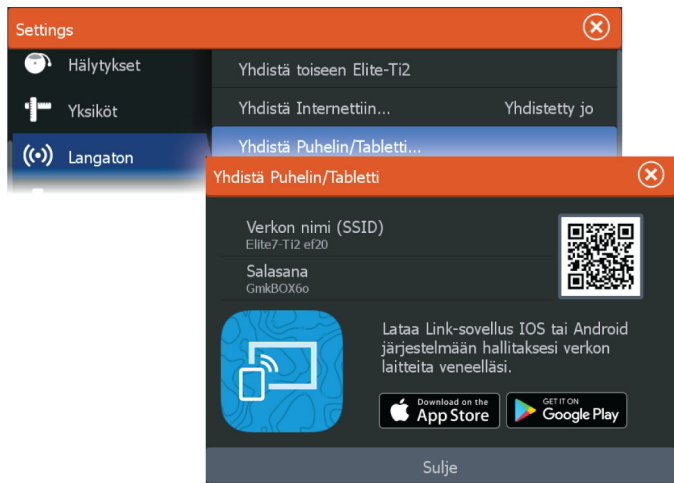 Settings
Hälytykset
Yksiköt
Langaton
Yhdistä toiseen Elite-Ti2
Yhdistä Internettiin... Yhdistetty jo
Yhdistä Puhelin/Tabletti...
Yhdistä Puhelin/Tabletti
Verkon nimi (SSID)
Elite7-Ti2 ef20
Salasana
GmkBOX6o
Lataa Link-sovellus IOS tai Android
järjestelmään hallitaksesi verkon
laitteita veneelläsi.
Download on the
App Store
GET IT ON
Google Play
Sulje